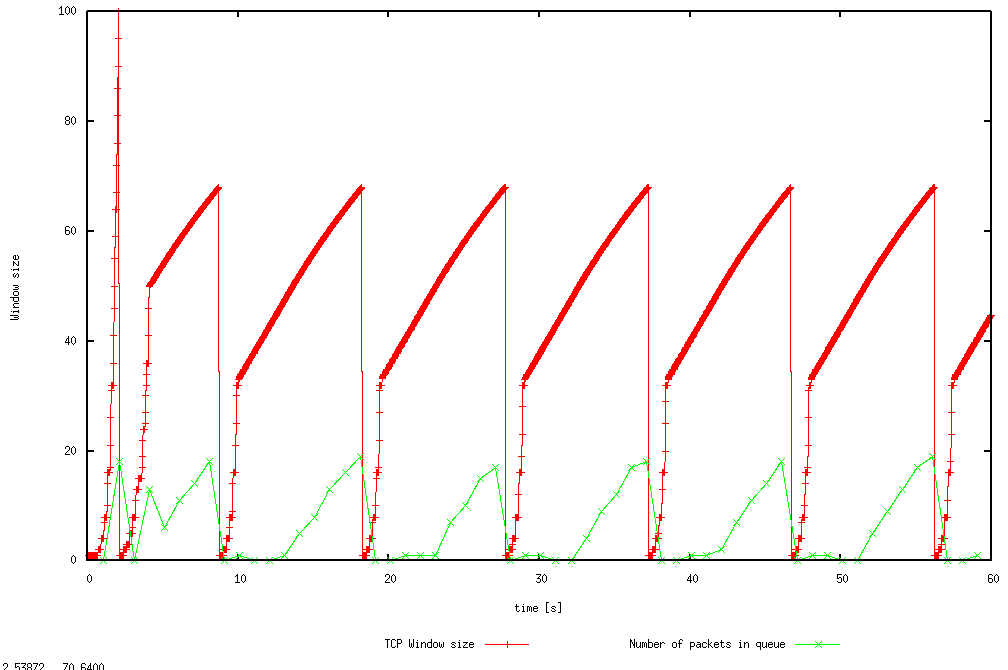 100
80
60
40
20
0
Window size
0 10 20 30 40 50 60
time [s]
TCP Window size
Number of packets in queue
2.53872, 70.6400